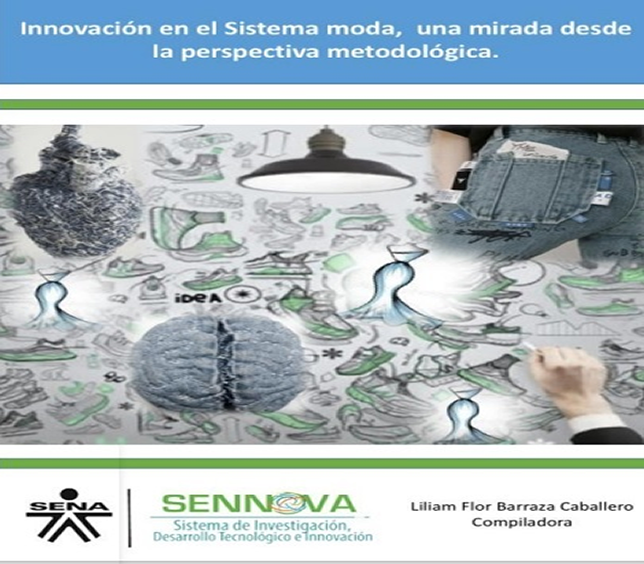 Innovación en el Sistema moda, una mirada desde
la perspectiva metodológica.
IDEA
SENA
SENNOVA
Sistema de Investigación,
Desarrollo Tecnológico e Innovación
Liliam Flor Barraza Caballero
Compiladora